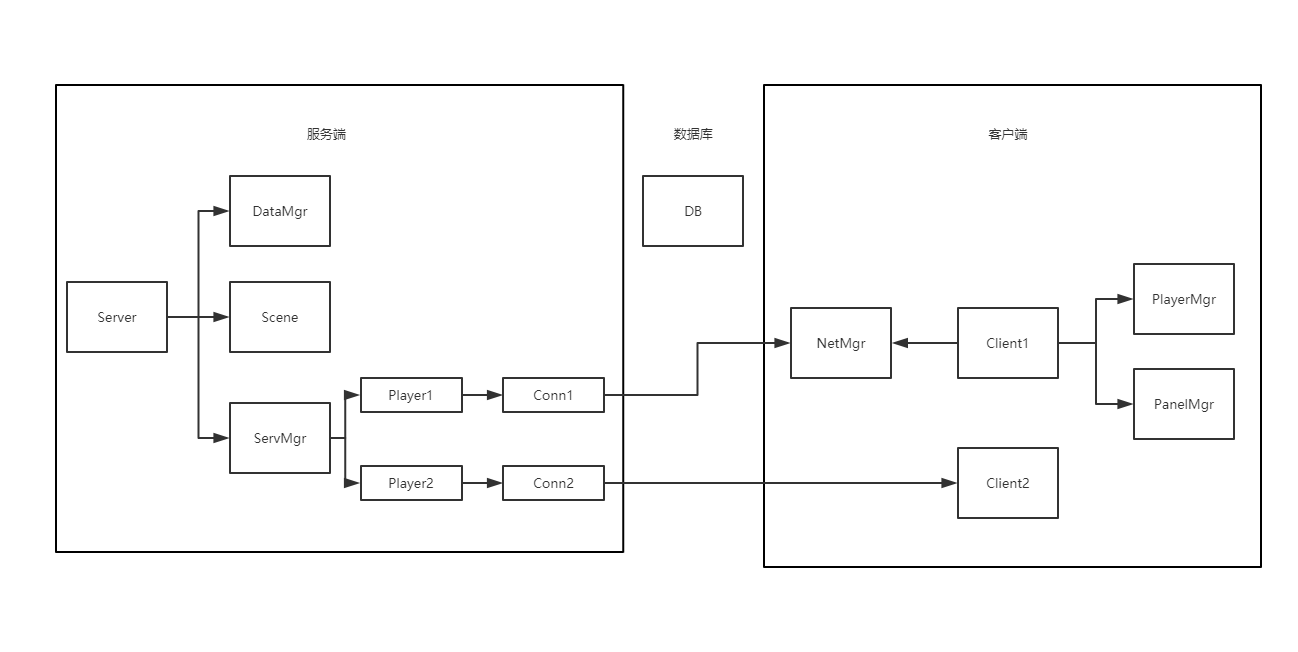 服务端
数据库
客户端
DataMgr
DB
Server
Scene
PlayerMgr
NetMgr
Client1
Player1
Conn1
PanelMgr
ServMgr
Player2
Conn2
Client2